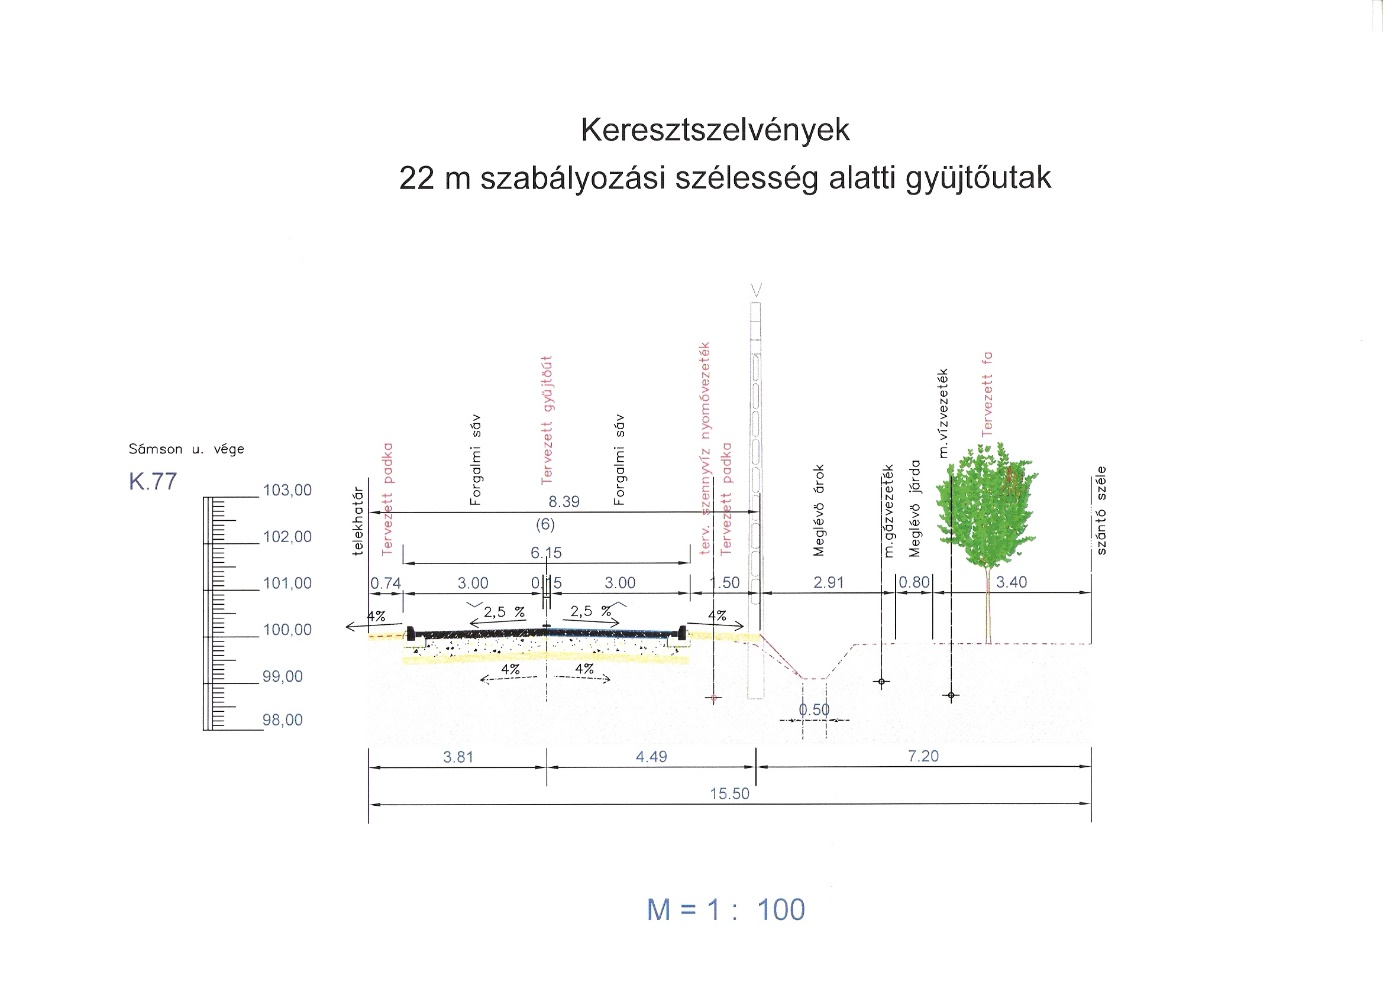 Keresztszelvények
22 m szabályozási szélesség alatti gyüjtőutak
Sámson u. vége
K.77
103,00
102,00
101,00
100,00
99,00
98,00
telekhatár
Tervezett padka
Forgalmi sáv
Tervezett gyüjtőút
Forgalmi sáv
terv. szennyvíz nyomóvezeték
Tervezett padka
Meglévő árok
m.gázvezeték
Meglévő járda
m.vízvezeték
Tervezett fa
szántó széle
8.39
(6)
6.15
0.74
3.00
0.15
3.00
1.50
2.91
0.80
3.40
4%
2,5 %
2,5 %
4%
4%
4%
0.50
3.81
4.49
7.20
15.50
M = 1 : 100